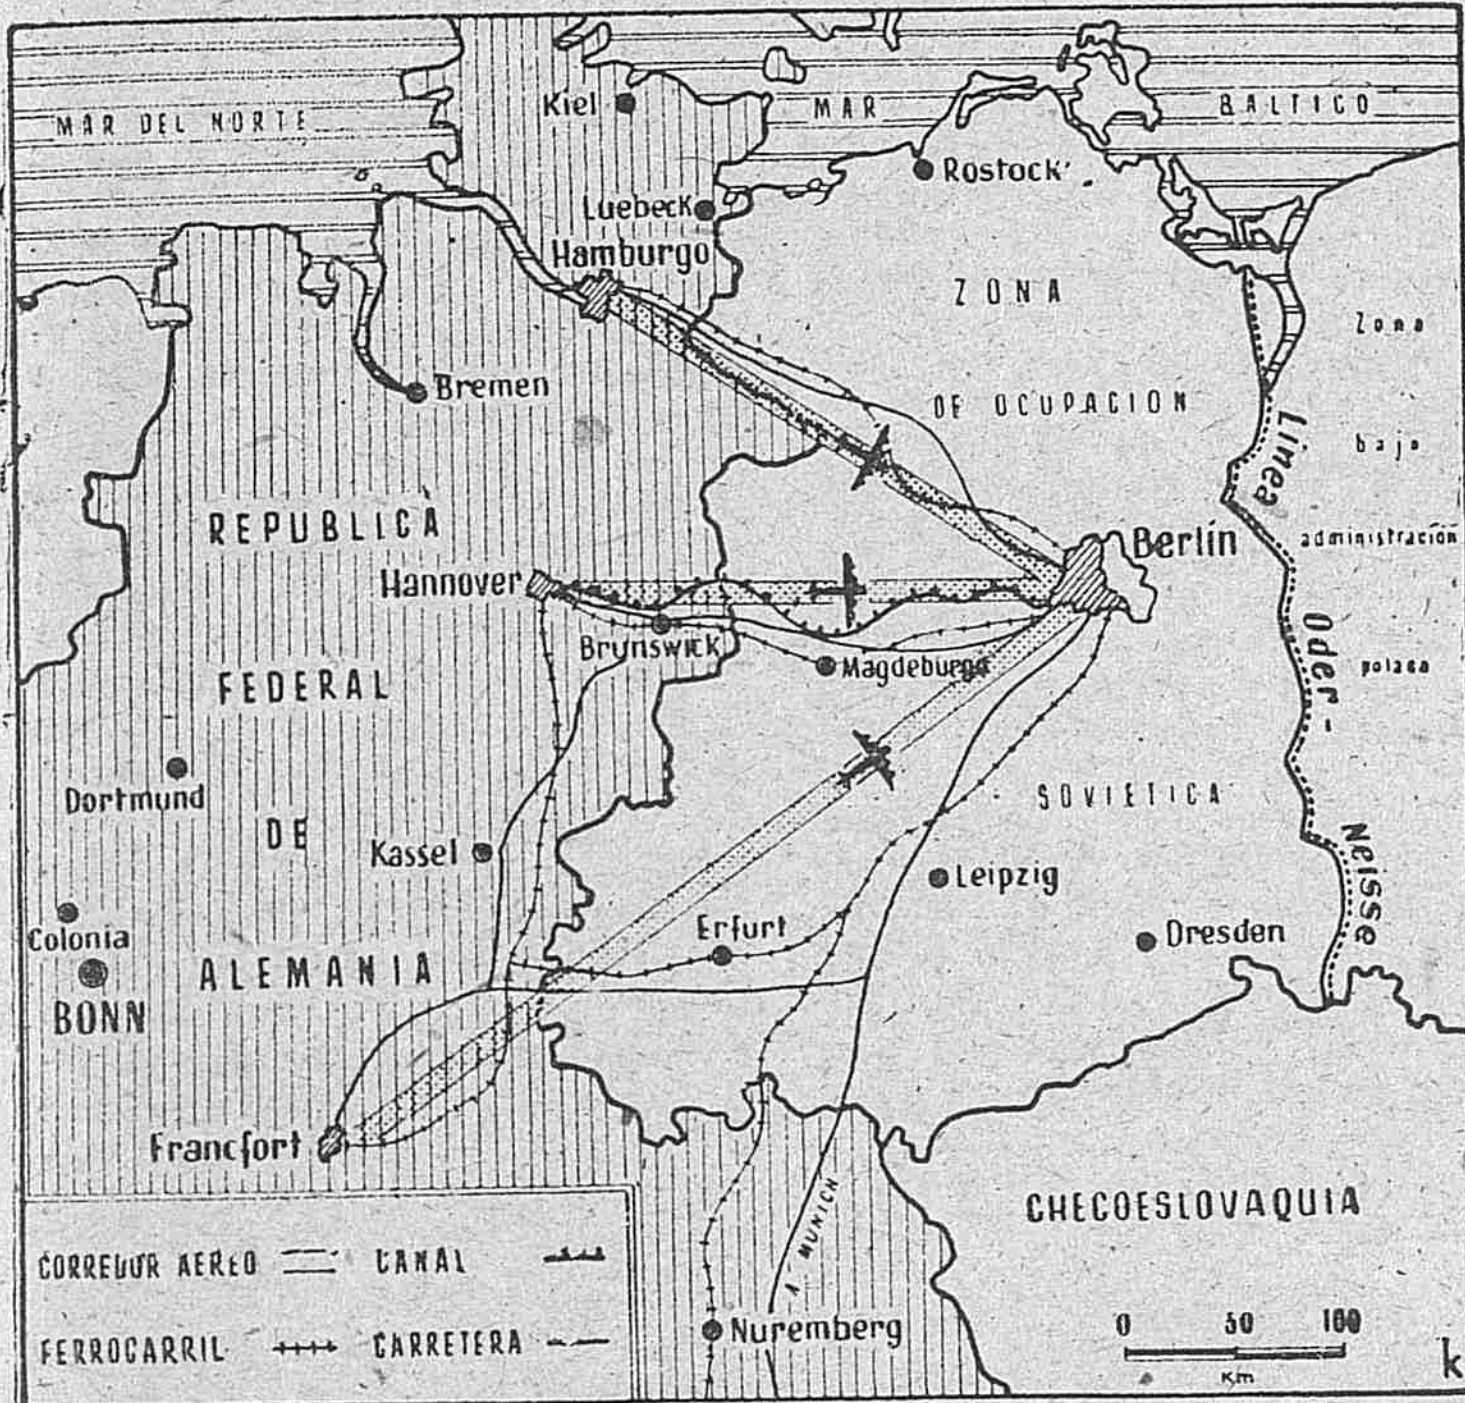 MAR DEL NORTE
Kiel
MAR
BALTICO
Rostock
Luebeck
Hamburgo
ZONA
Zona
Bremen
DE OCUPACION
Línea
bajo
REPUBLICA
Berlín
administración
Hannover
Brunswick
Magdeburgo
Oder-
polaca
FEDERAL
Dortmund
SOVIETICA
DE
Kassel
Neisse
Leipzig
Colonia
Erfurt
Dresden
ALEMANIA
BONN
Francfort
A MUNICH
CHECOESLOVAQUIA
CORREDOR AEREO
CANAL
Nuremberg
0 50 100
FERROCARRIL
CARRETERA
Km
k